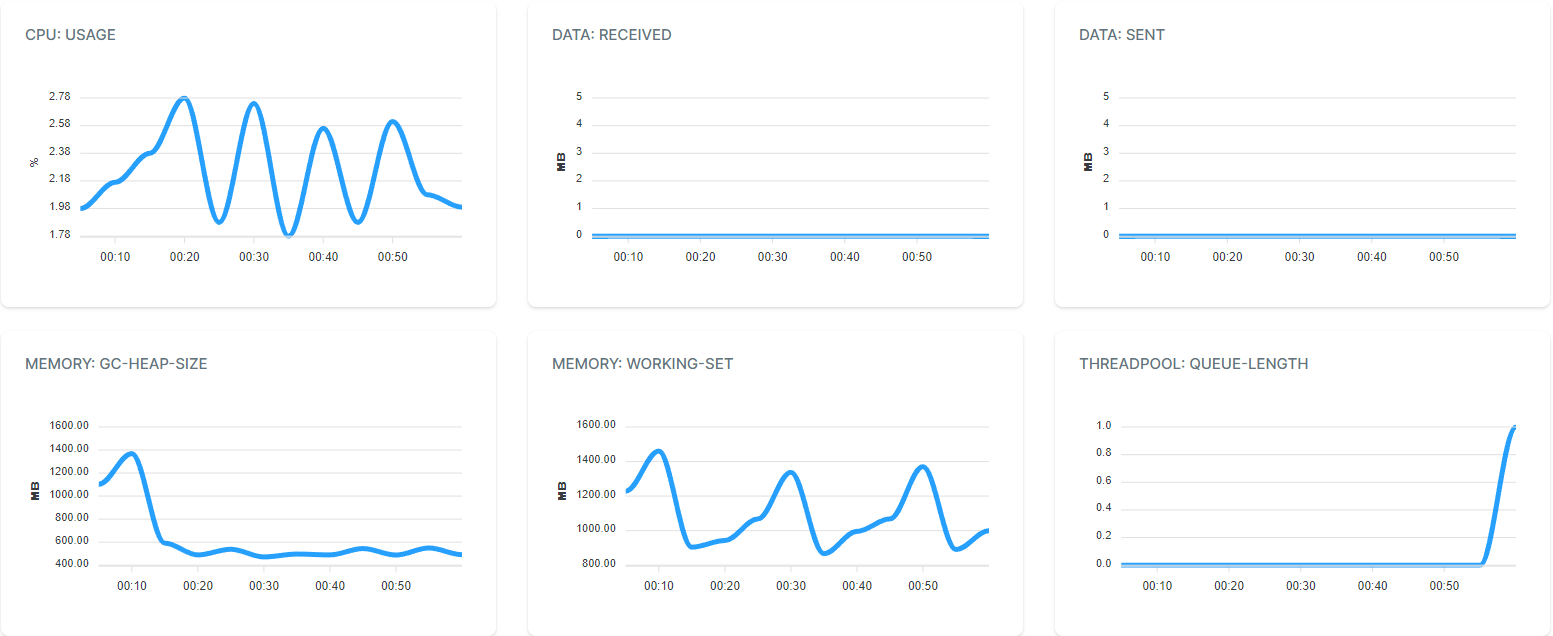 CPU: USAGE
2.78
2.58
2.38
2.18
1.98
1.78
%
00:10 00:20 00:30 00:40 00:50
DATA: RECEIVED
5
4
3
2
1
0
MB
00:10 00:20 00:30 00:40 00:50
DATA: SENT
5
4
3
2
1
0
MB
00:10 00:20 00:30 00:40 00:50
MEMORY: GC-HEAP-SIZE
1600.00
1400.00
1200.00
1000.00
800.00
600.00
400.00
MB
00:10 00:20 00:30 00:40 00:50
MEMORY: WORKING-SET
1600.00
1400.00
1200.00
1000.00
800.00
MB
00:10 00:20 00:30 00:40 00:50
THREADPOOL: QUEUE-LENGTH
1.0
0.8
0.6
0.4
0.2
0.0
00:10 00:20 00:30 00:40 00:50